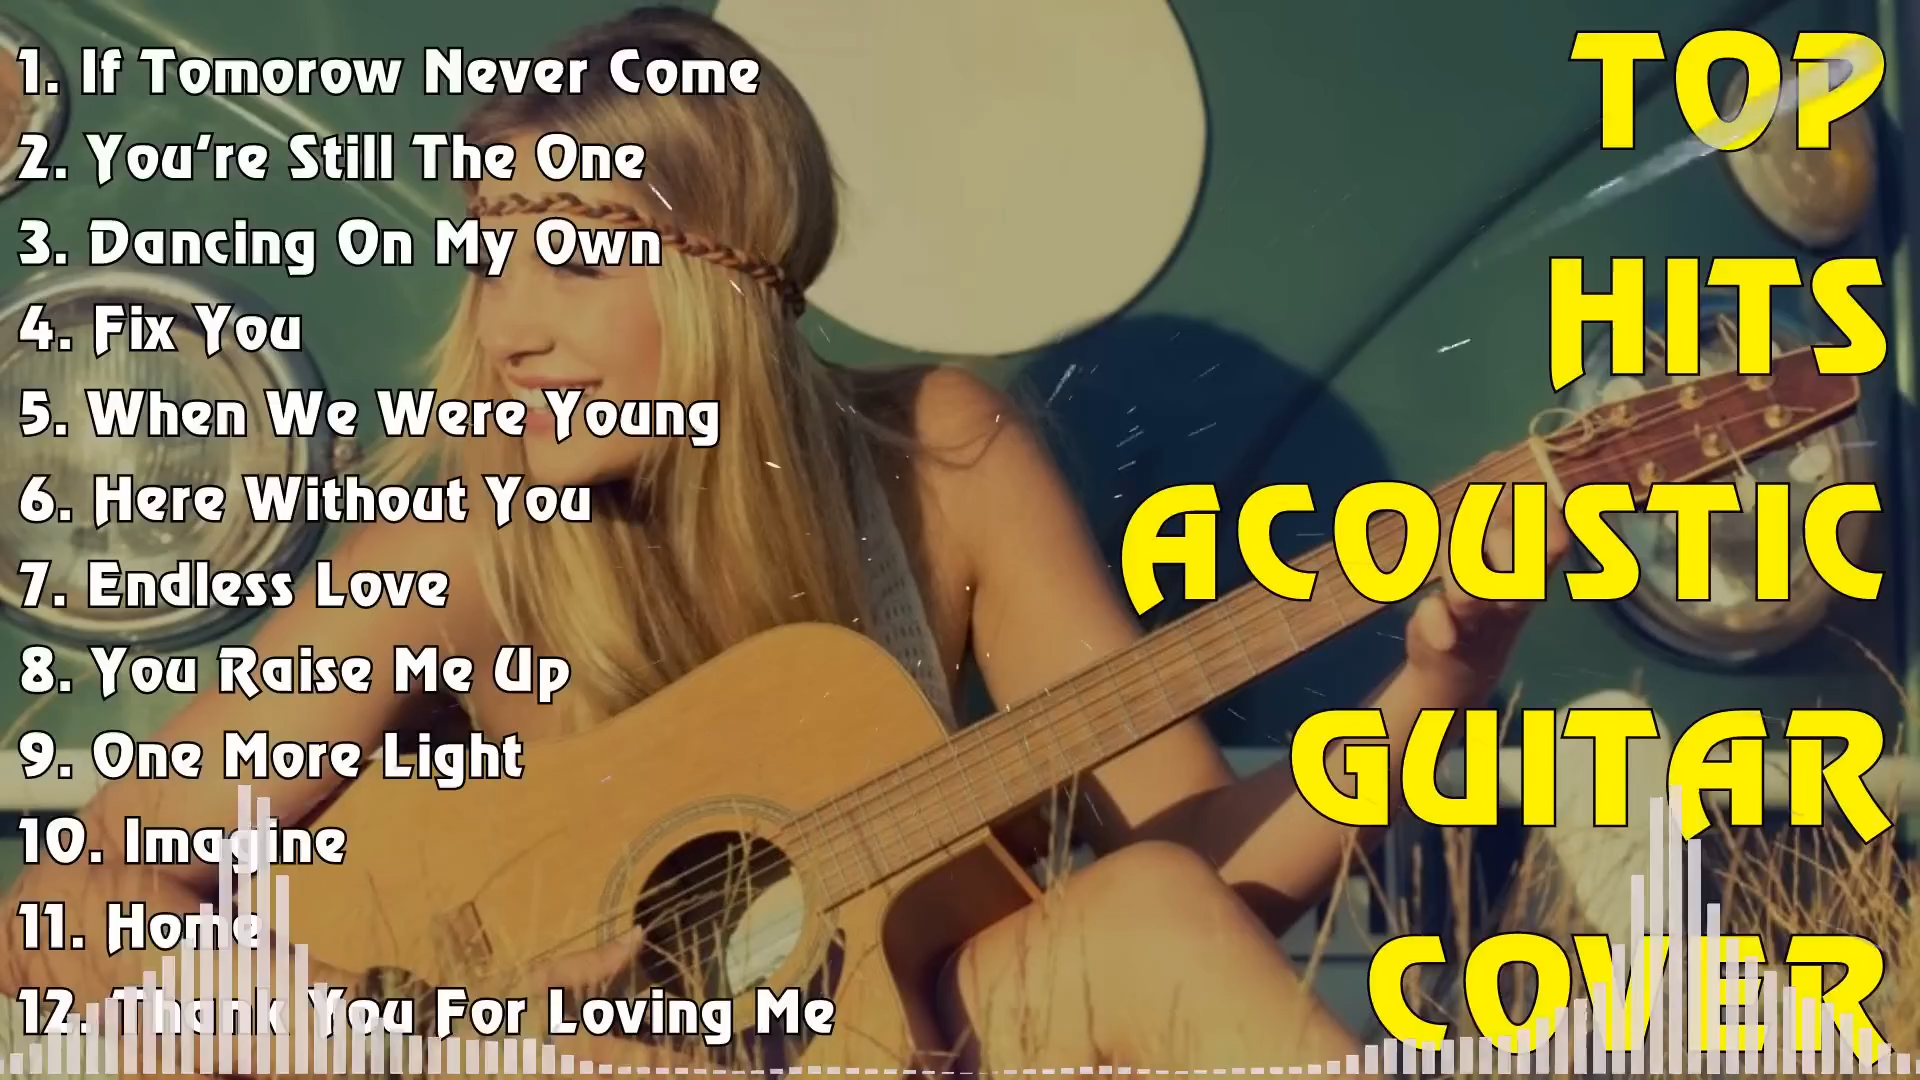 1. If Tomorow Never Come
2. You're Still The One
3. Dancing On My Own
4. Fix You
5. When We Were Young
6. Here Without You
7. Endless Love
8. You Raise Me Up
9. One More Light
10. Imagine
11. Home
12. Thank You For Loving Me
TOP
HITS
ACOUSTIC
GUITAR
COVER